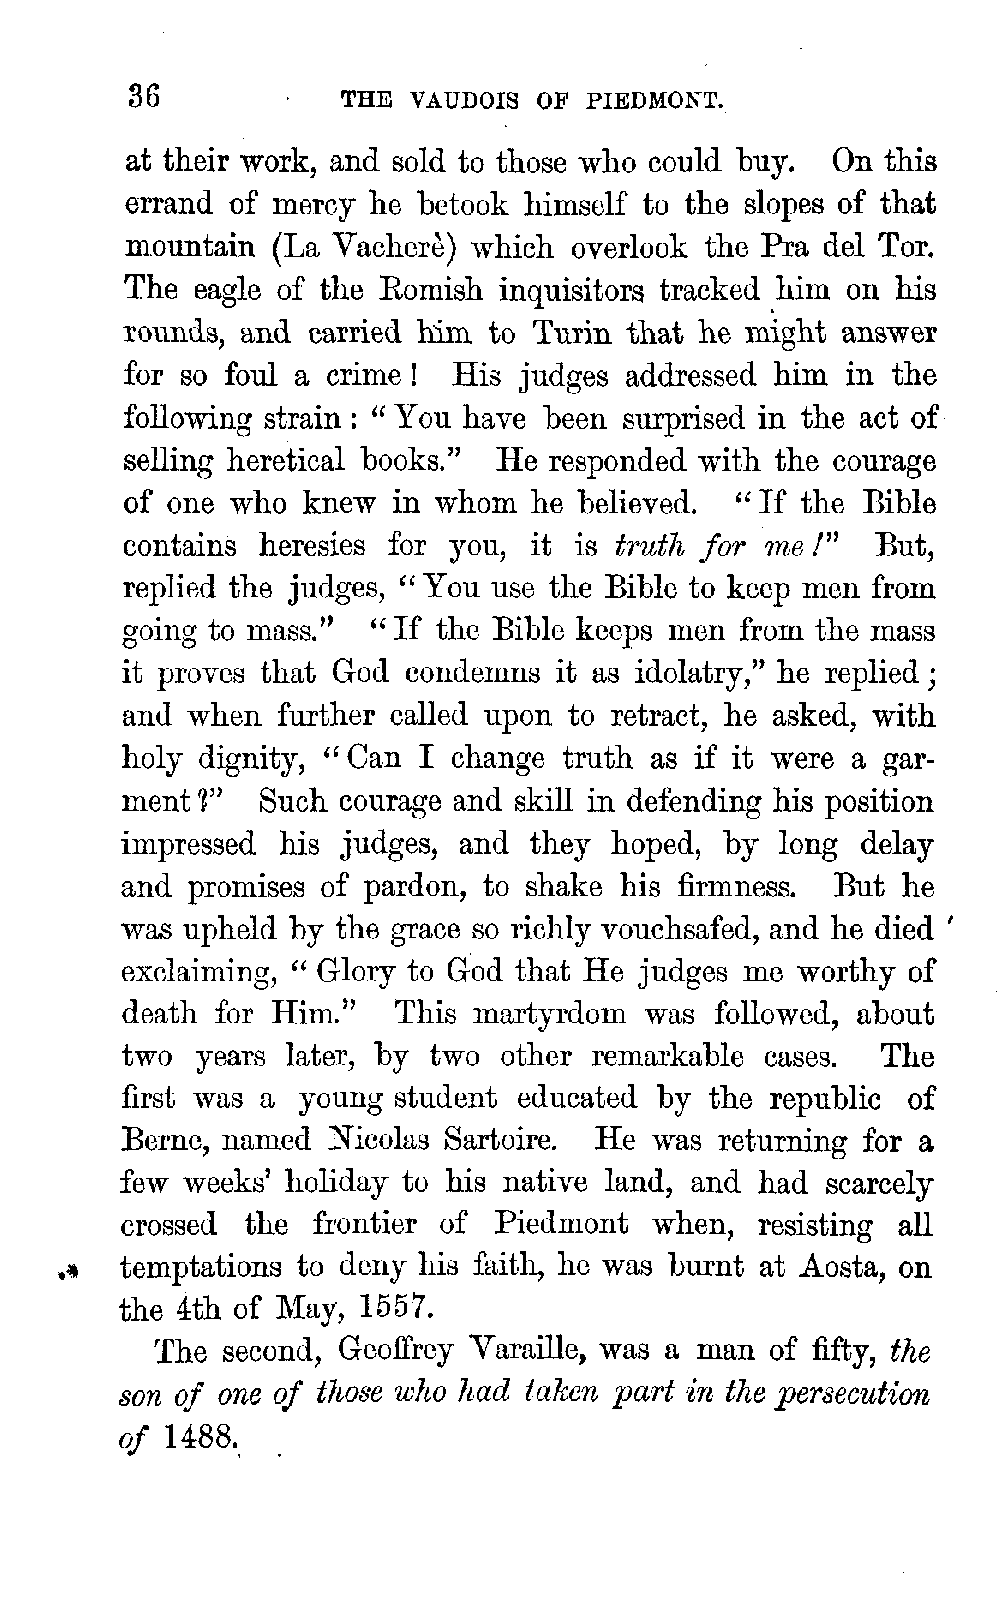 36 THE VAUDOIS OF PIEDMONT.
at their work, and sold to those who could buy. On this
errand of mercy he betook himself to the slopes of that
mountain (La Vacherè) which overlook the Pra del Tor.
The eagle of the Romish inquisitors tracked him on his
rounds, and carried him to Turin that he might answer
for so foul a crime! His judges addressed him in the
following strain: "You have been surprised in the act of
selling heretical books." He responded with the courage
of one who knew in whom he believed. "If the Bible
contains heresies for you, it is truth for me!" But,
replied the judges, "You use the Bible to keep men from
going to mass." "If the Bible keeps men from the mass
it proves that God condemns it as idolatry," he replied;
and when further called upon to retract, he asked, with
holy dignity, "Can I change truth as if it were a gar-
ment?" Such courage and skill in defending his position
impressed his judges, and they hoped, by long delay
and promises of pardon, to shake his firmness. But he
was upheld by the grace so richly vouchsafed, and he died
exclaiming, "Glory to God that He judges me worthy of
death for Him." This martyrdom was followed, about
two years later, by two other remarkable cases. The
first was a young student educated by the republic of
Berne, named Nicolas Sartoire. He was returning for a
few weeks' holiday to his native land, and had scarcely
crossed the frontier of Piedmont when, resisting all
temptations to deny his faith, he was burnt at Aosta, on
the 4th of May, 1557.
The second, Geoffrey Varaille, was a man of fifty, the
son of one of those who had taken part in the persecution
of 1488.